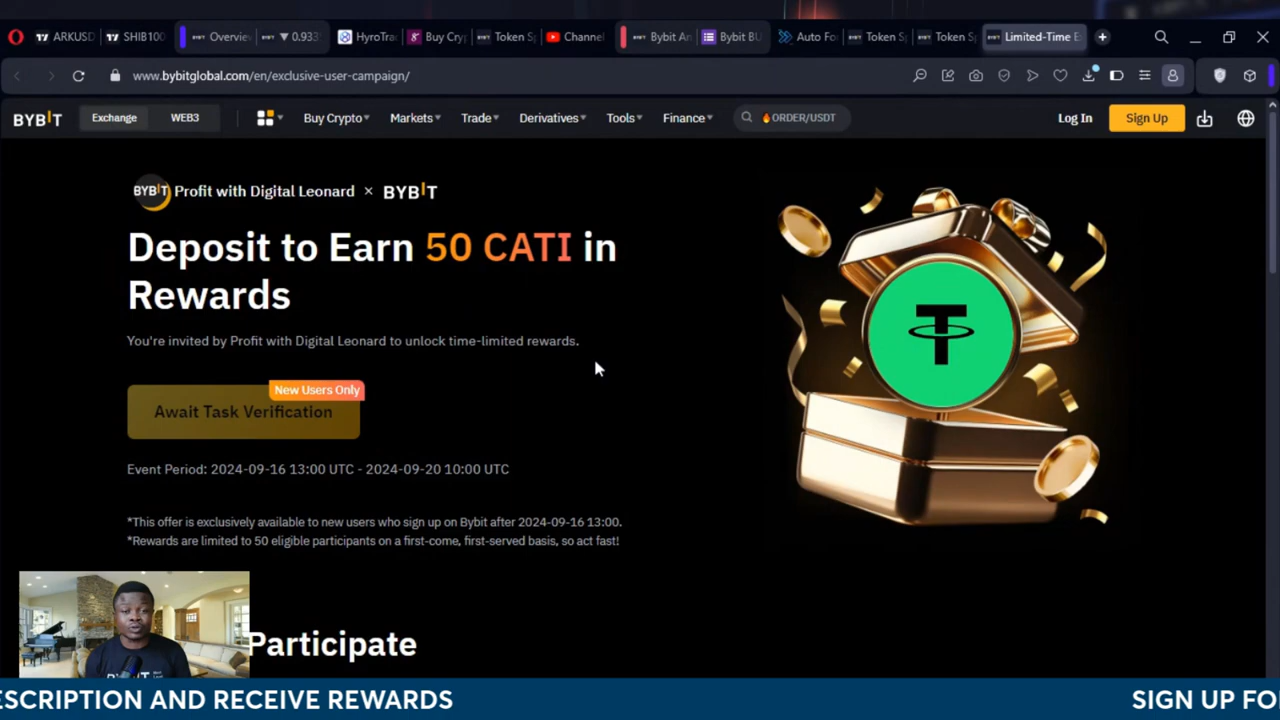 ARKUSD
SHIB100
Overview
▼ 0.933
HyroTrac
Buy Cry
Token S
Channel
Bybit An
Bybit BU
Auto Fo
Token S
Token S
Limited-Time E
www.bybitglobal.com/en/exclusive-user-campaign/
BYBIT
Exchange
WEB3
Buy Crypto
Markets
Trade
Derivatives
Tools
Finance
🔥ORDER/USDT
Log In
Sign Up
BYBIT Profit with Digital Leonard × BYBIT
Deposit to Earn 50 CATI in
Rewards
You're invited by Profit with Digital Leonard to unlock time-limited rewards.
New Users Only
Await Task Verification
Event Period: 2024-09-16 13:00 UTC - 2024-09-20 10:00 UTC
*This offer is exclusively available to new users who sign up on Bybit after 2024-09-16 13:00.
*Rewards are limited to 50 eligible participants on a first-come, first-served basis, so act fast!
Participate
BYBIT
ESCRIPTION AND RECEIVE REWARDS
SIGN UP FO